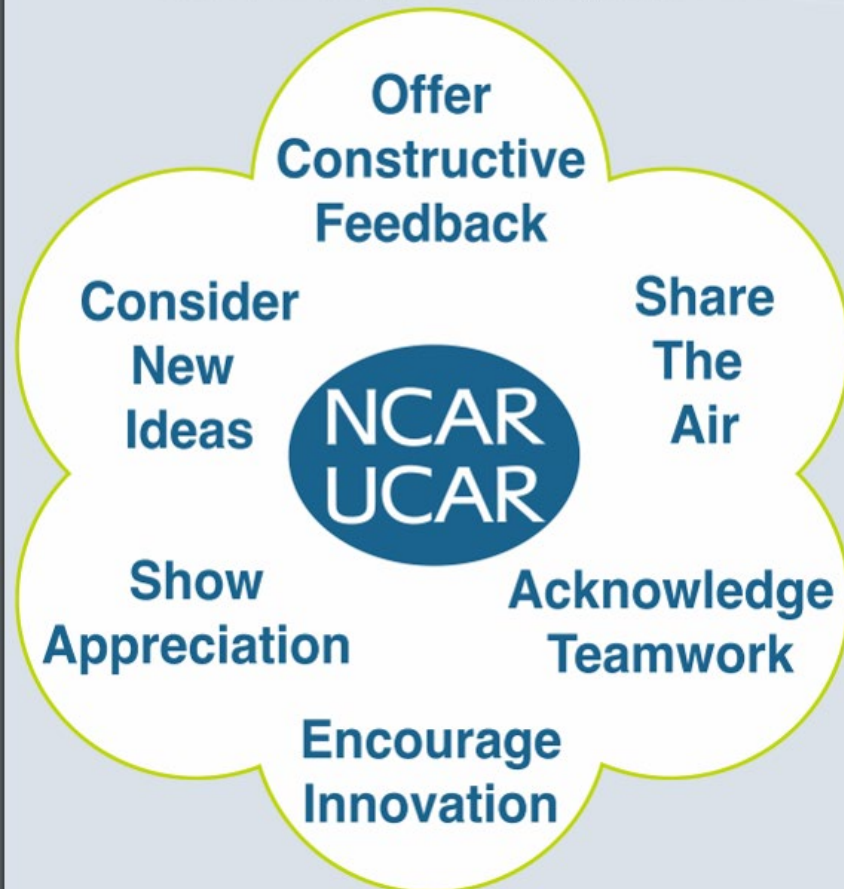 Offer
Constructive
Feedback
Share
The
Air
Acknowledge
Teamwork
Encourage
Innovation
Show
Appreciation
Consider
New
Ideas
NCAR
UCAR